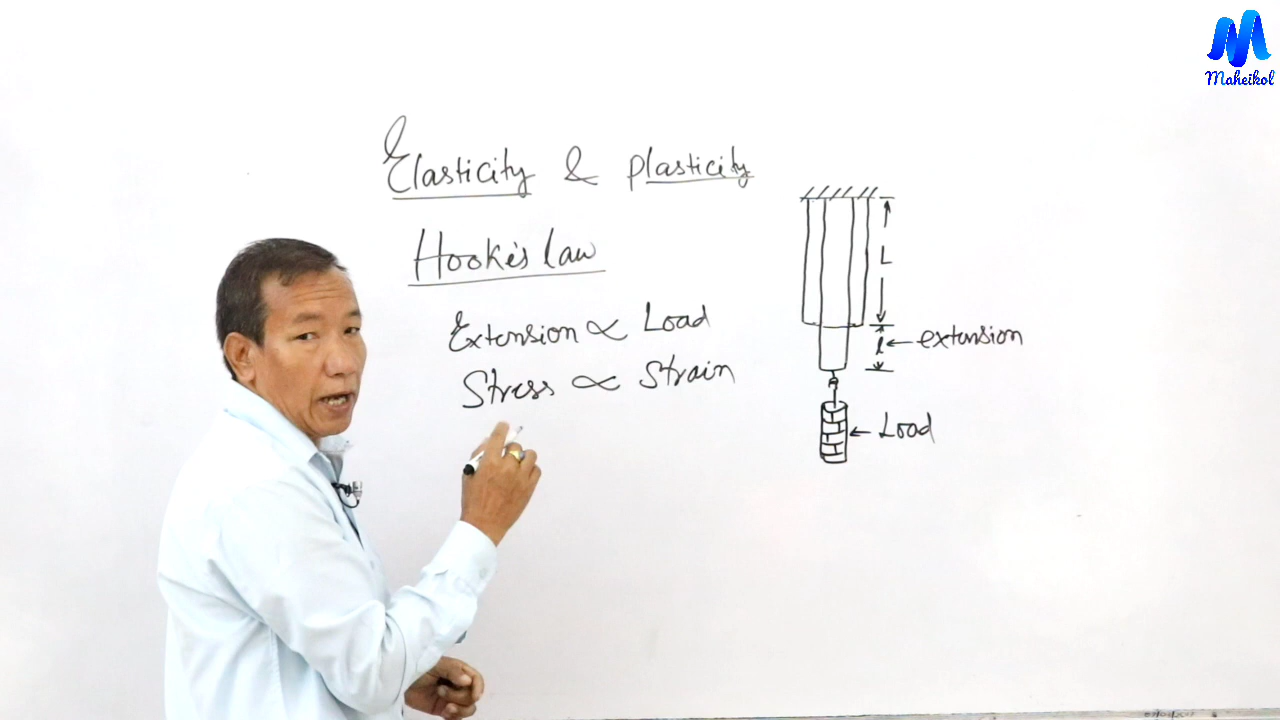 Maheikol
Elasticity & plasticity
Hooke's law
Extension ∝ Load
Stress ∝ Strain
L
l ← extension
← Load